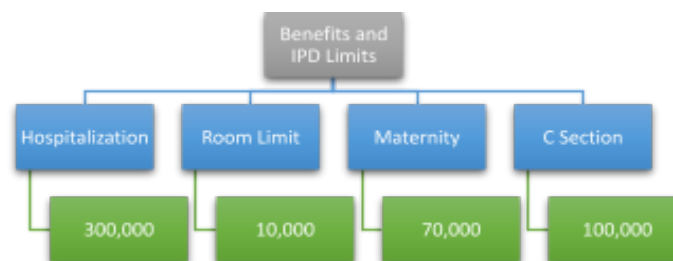 Benefits and
IPD Limits
Hospitalization
Room Limit
Maternity
C Section
300,000
10,000
70,000
100,000